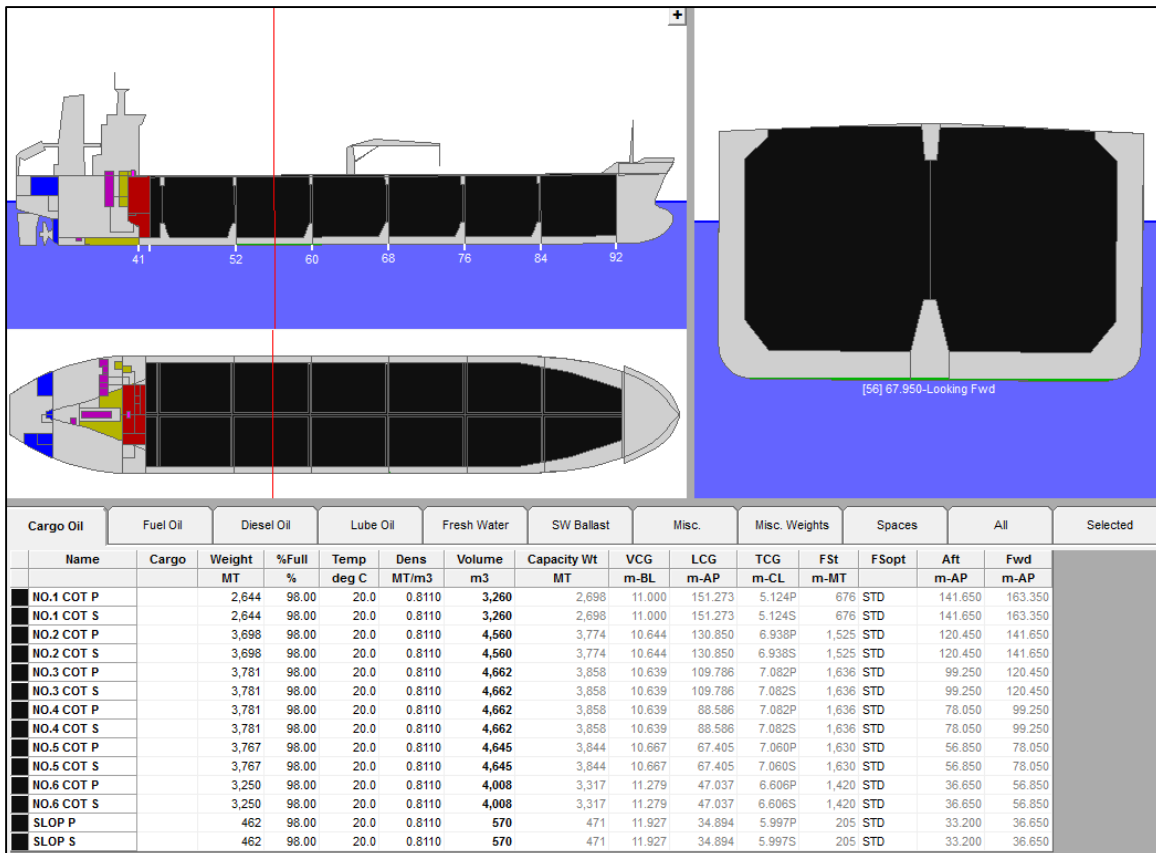 +
41 52 60 68 76 84 92
[56] 67.950-Looking Fwd
Cargo Oil Fuel Oil Diesel Oil Lube Oil Fresh Water SW Ballast Misc. Misc. Weights Spaces All Selected
Name Cargo Weight %Full Temp Dens Volume Capacity Wt VCG LCG TCG FSt FSopt Aft Fwd
MT % deg C MT/m3 m3 MT m-BL m-AP m-CL m-MT m-AP m-AP
NO.1 COT P 2,644 98.00 20.0 0.8110 3,260 2,698 11.000 151.273 5.124P 676 STD 141.650 163.350
NO.1 COT S 2,644 98.00 20.0 0.8110 3,260 2,698 11.000 151.273 5.124S 676 STD 141.650 163.350
NO.2 COT P 3,698 98.00 20.0 0.8110 4,560 3,774 10.644 130.850 6.938P 1,525 STD 120.450 141.650
NO.2 COT S 3,698 98.00 20.0 0.8110 4,560 3,774 10.644 130.850 6.938S 1,525 STD 120.450 141.650
NO.3 COT P 3,781 98.00 20.0 0.8110 4,662 3,858 10.639 109.786 7.082P 1,636 STD 99.250 120.450
NO.3 COT S 3,781 98.00 20.0 0.8110 4,662 3,858 10.639 109.786 7.082S 1,636 STD 99.250 120.450
NO.4 COT P 3,781 98.00 20.0 0.8110 4,662 3,858 10.639 88.586 7.082P 1,636 STD 78.050 99.250
NO.4 COT S 3,781 98.00 20.0 0.8110 4,662 3,858 10.639 88.586 7.082S 1,636 STD 78.050 99.250
NO.5 COT P 3,767 98.00 20.0 0.8110 4,645 3,844 10.667 67.405 7.060P 1,630 STD 56.850 78.050
NO.5 COT S 3,767 98.00 20.0 0.8110 4,645 3,844 10.667 67.405 7.060S 1,630 STD 56.850 78.050
NO.6 COT P 3,250 98.00 20.0 0.8110 4,008 3,317 11.279 47.037 6.606P 1,420 STD 36.650 56.850
NO.6 COT S 3,250 98.00 20.0 0.8110 4,008 3,317 11.279 47.037 6.606S 1,420 STD 36.650 56.850
SLOP P 462 98.00 20.0 0.8110 570 471 11.927 34.894 5.997P 205 STD 33.200 36.650
SLOP S 462 98.00 20.0 0.8110 570 471 11.927 34.894 5.997S 205 STD 33.200 36.650